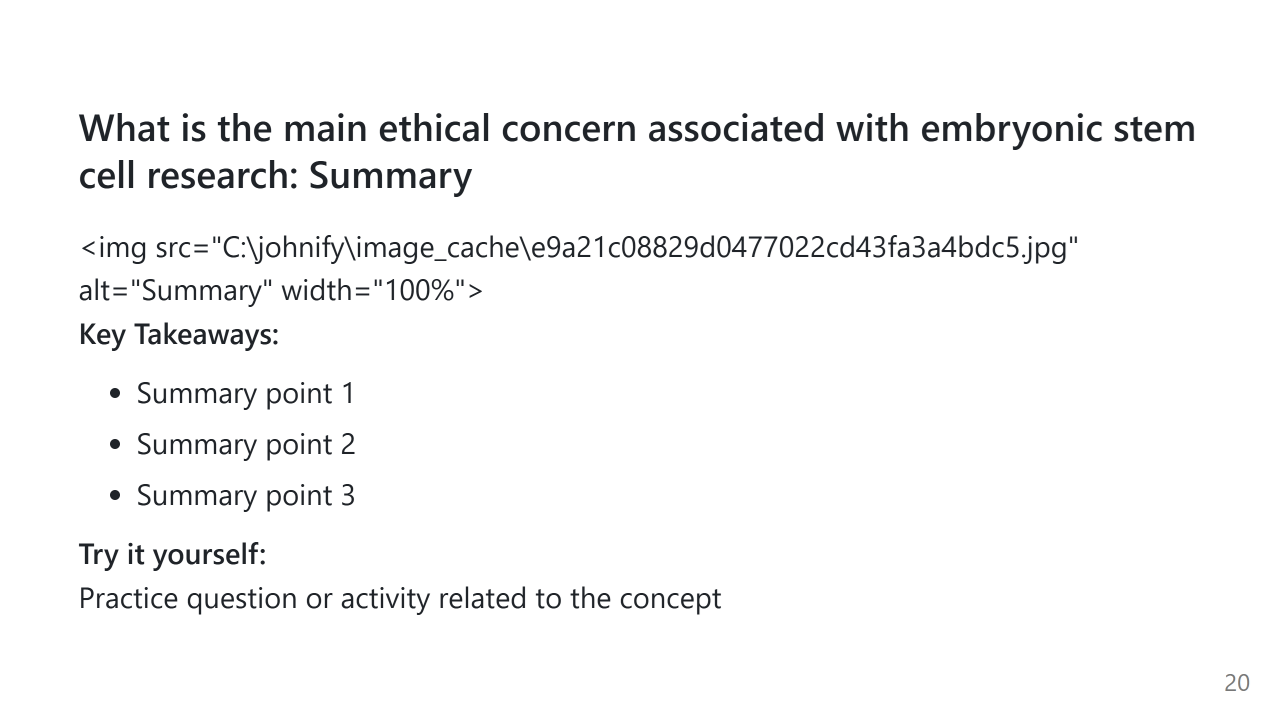 What is the main ethical concern associated with embryonic stem
cell research: Summary
<img src="C:\johnify\image_cache\e9a21c08829d0477022cd43fa3a4bdc5.jpg"
alt="Summary" width="100%">
Key Takeaways:
• Summary point 1
• Summary point 2
• Summary point 3
Try it yourself:
Practice question or activity related to the concept
20